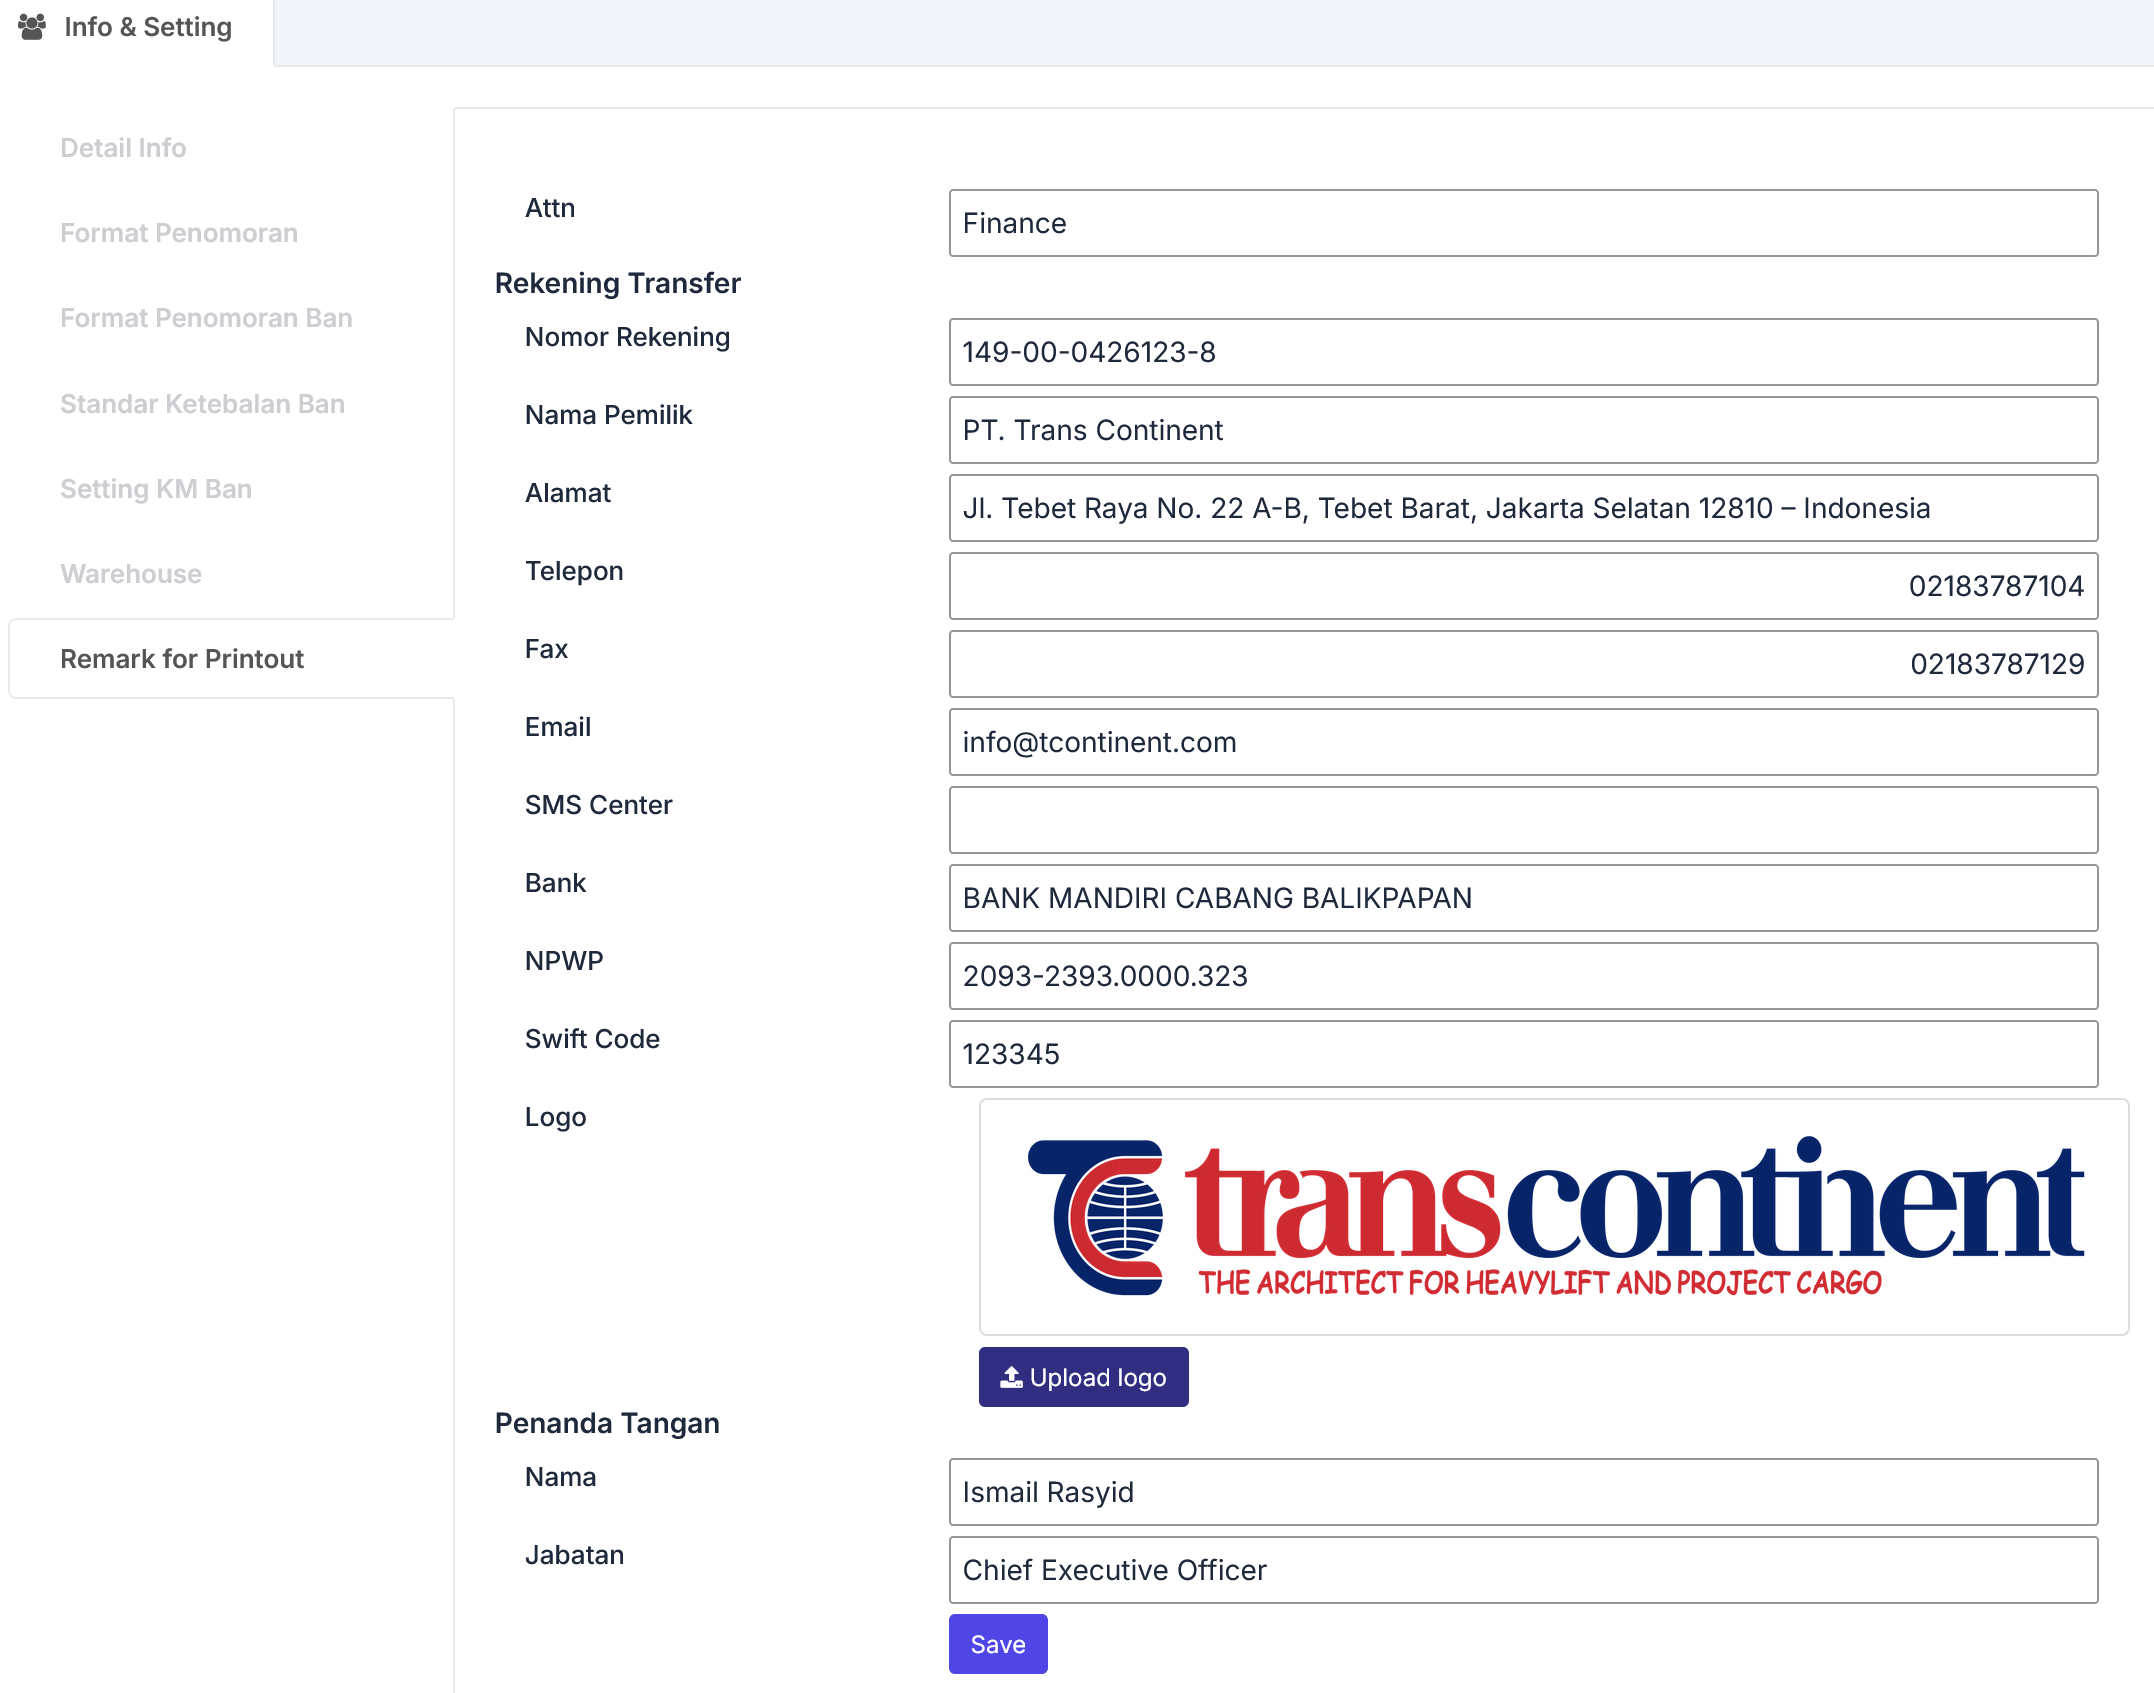 Info & Setting
Detail Info
Format Penomoran
Format Penomoran Ban
Standar Ketebalan Ban
Setting KM Ban
Warehouse
Remark for Printout
Attn
Finance
Rekening Transfer
Nomor Rekening
149-00-0426123-8
Nama Pemilik
PT. Trans Continent
Alamat
Jl. Tebet Raya No. 22 A-B, Tebet Barat, Jakarta Selatan 12810 – Indonesia
Telepon
02183787104
Fax
02183787129
Email
info@tcontinent.com
SMS Center
Bank
BANK MANDIRI CABANG BALIKPAPAN
NPWP
2093-2393.0000.323
Swift Code
123345
Logo
transcontinent
THE ARCHITECT FOR HEAVYLIFT AND PROJECT CARGO
Upload logo
Penanda Tangan
Nama
Ismail Rasyid
Jabatan
Chief Executive Officer
Save